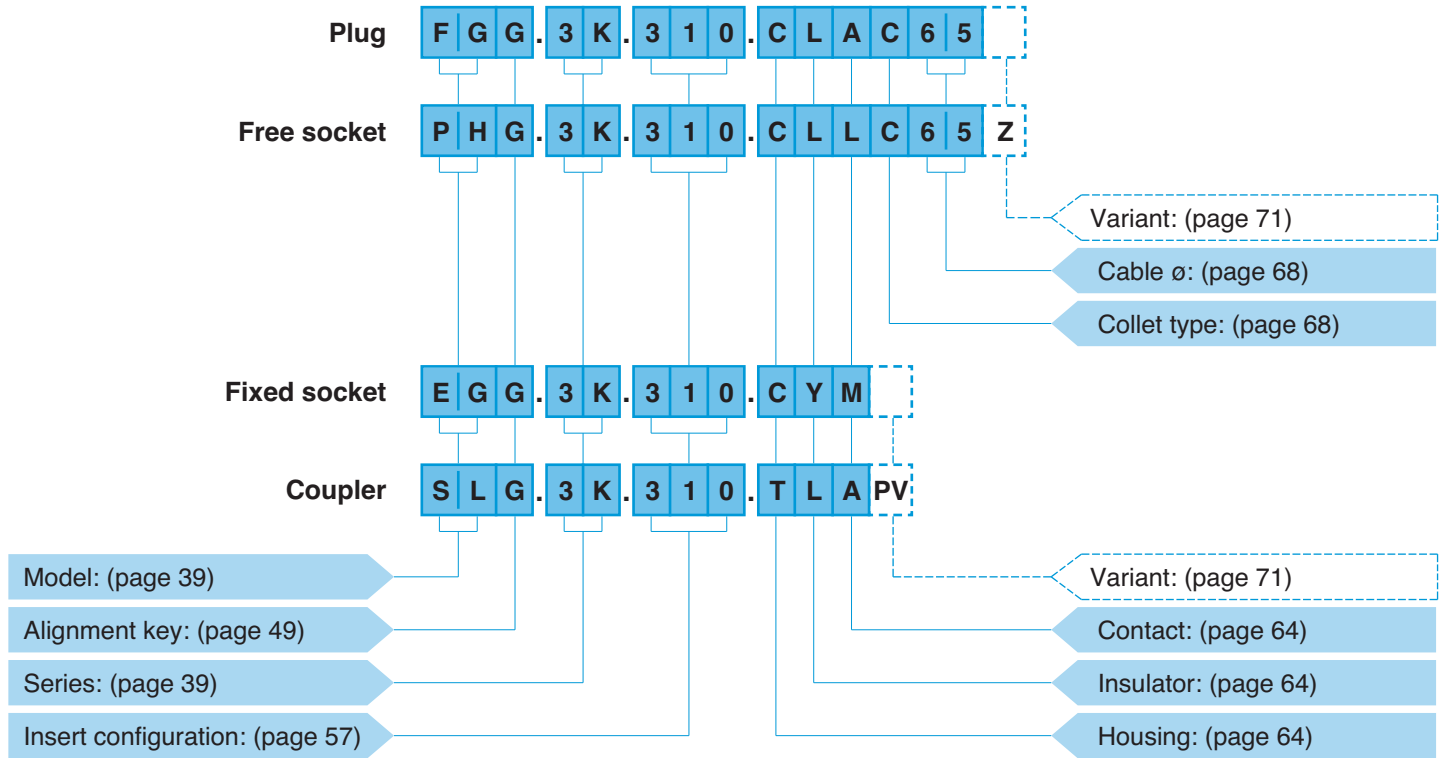 Plug FGG.3K.310.CLAC65
Free socket PHG.3K.310.CLLC65Z
Variant: (page 71)
Cable ø: (page 68)
Collet type: (page 68)
Fixed socket EGG.3K.310.CYM
Coupler SLG.3K.310.TLAPV
Model: (page 39)
Variant: (page 71)
Alignment key: (page 49)
Contact: (page 64)
Series: (page 39)
Insulator: (page 64)
Insert configuration: (page 57)
Housing: (page 64)